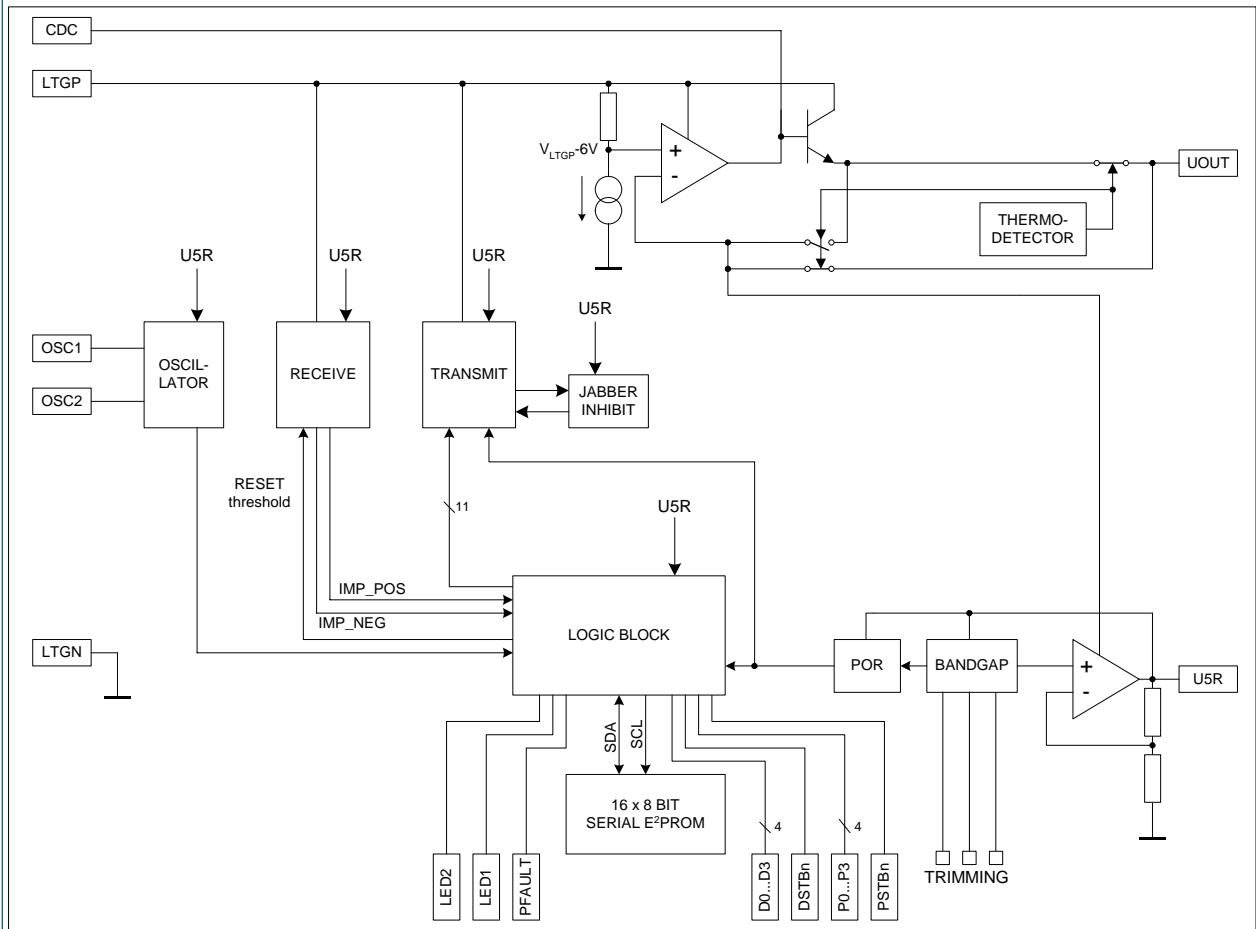 CDC
LTGP
V_LTGP-6V
+
-
UOUT
THERMO-
DETECTOR
U5R
U5R
U5R
U5R
OSC1
OSC2
OSCIL-
LATOR
RECEIVE
TRANSMIT
JABBER
INHIBIT
RESET
threshold
11
U5R
IMP_POS
IMP_NEG
LOGIC BLOCK
LTGN
POR
BANDGAP
+
-
U5R
SDA
SCL
16 x 8 BIT
SERIAL E²PROM
4
4
LED2
LED1
PFAULT
D0...D3
DSTBn
P0...P3
PSTBn
TRIMMING